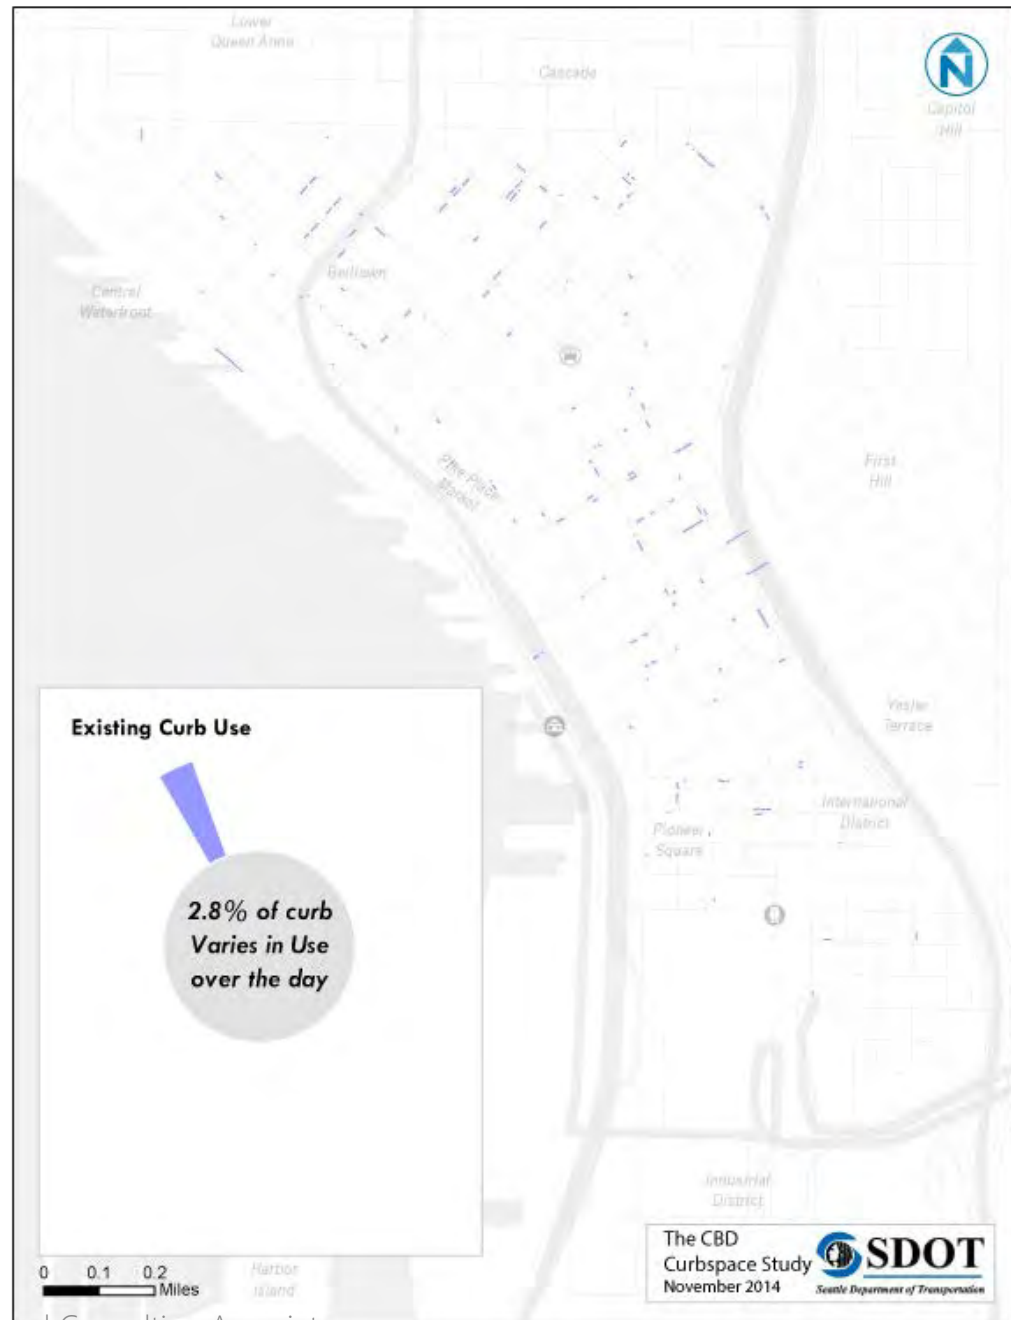 Lower
Queen Anne
Cascade
N
Capitol
Hill
Belltown
Central
Waterfront
Pike Place
Market
First
Hill
Existing Curb Use
Yesler
Terrace
International
District
Pioneer
Square
2.8% of curb
Varies in Use
over the day
Industrial
District
The CBD
Curbspace Study
November 2014
SDOT
Seattle Department of Transportation
0 0.1 0.2
Miles
Harbor
Island